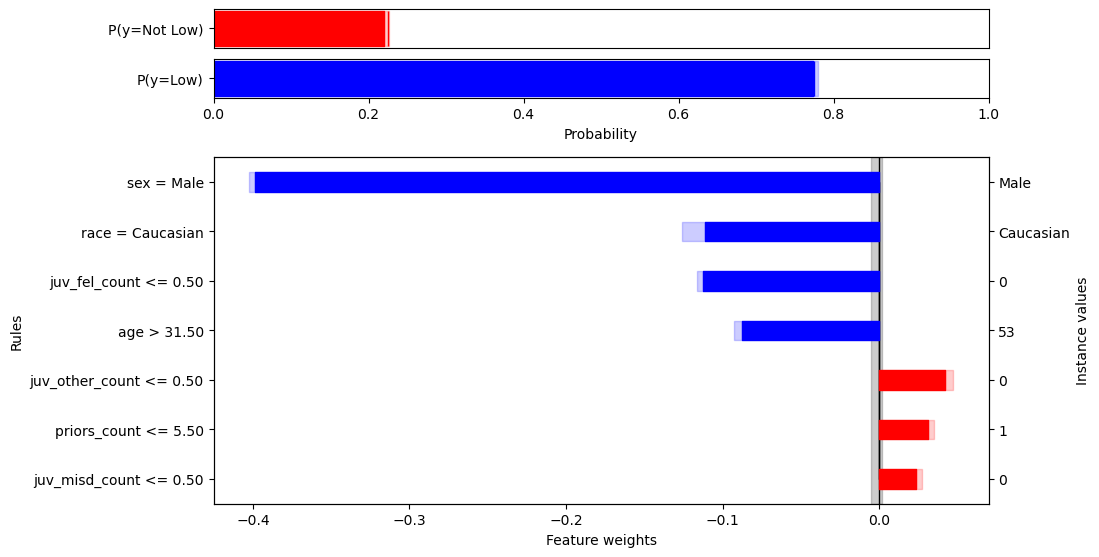 P(y=Not Low)
P(y=Low)
0.0 0.2 0.4 0.6 0.8 1.0
Probability
Rules
sex = Male Male
race = Caucasian Caucasian
juv_fel_count <= 0.50 0
age > 31.50 53
juv_other_count <= 0.50 0
priors_count <= 5.50 1
juv_misd_count <= 0.50 0
Instance values
−0.4 −0.3 −0.2 −0.1 0.0
Feature weights